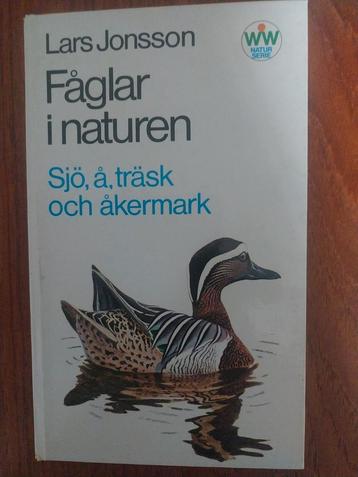 Lars Jonsson
WW
NATUR
SERIE
Fåglar
i naturen
Sjö, å, träsk
och åkermark